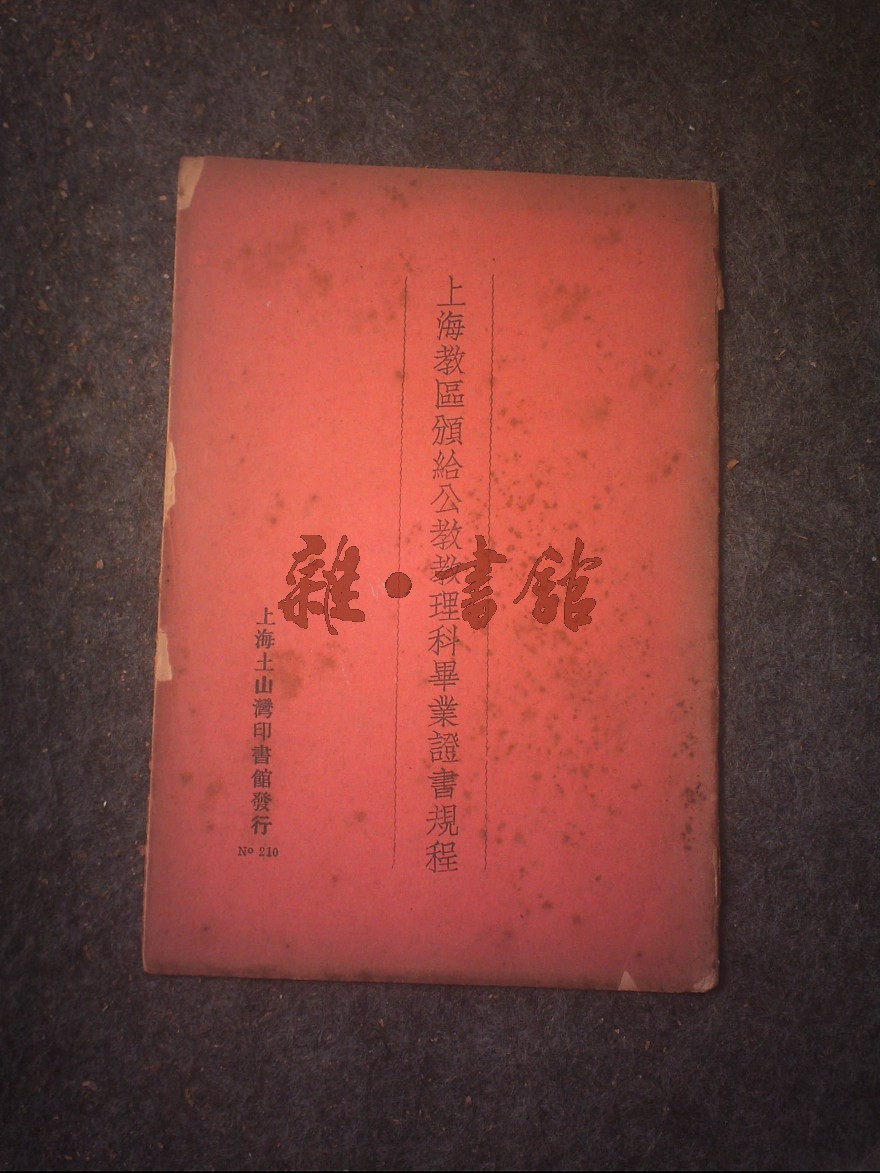 上海教區頒給公教教理科畢業證書規程
上海土山灣印書館發行
Nº 210
雜·書館